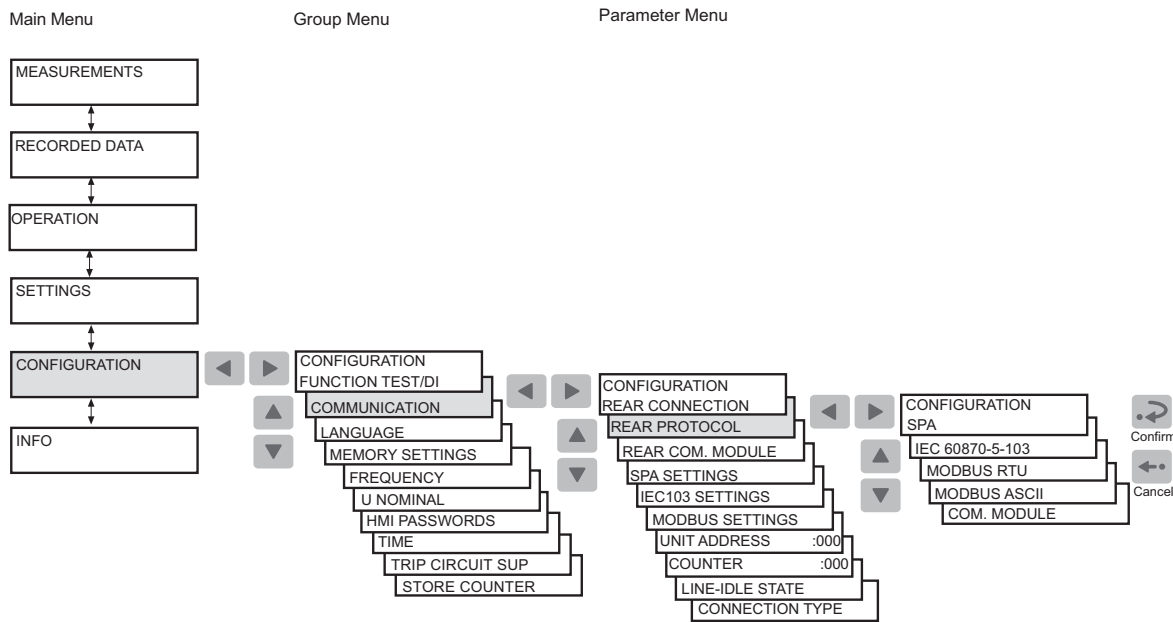 Main Menu
Group Menu
Parameter Menu
MEASUREMENTS
RECORDED DATA
OPERATION
SETTINGS
CONFIGURATION
INFO
CONFIGURATION
FUNCTION TEST/DI
COMMUNICATION
LANGUAGE
MEMORY SETTINGS
FREQUENCY
U NOMINAL
HMI PASSWORDS
TIME
TRIP CIRCUIT SUP
STORE COUNTER
CONFIGURATION
REAR CONNECTION
REAR PROTOCOL
REAR COM. MODULE
SPA SETTINGS
IEC103 SETTINGS
MODBUS SETTINGS
UNIT ADDRESS :000
COUNTER :000
LINE-IDLE STATE
CONNECTION TYPE
CONFIGURATION
SPA
IEC 60870-5-103
MODBUS RTU
MODBUS ASCII
COM. MODULE
Confirm
Cancel